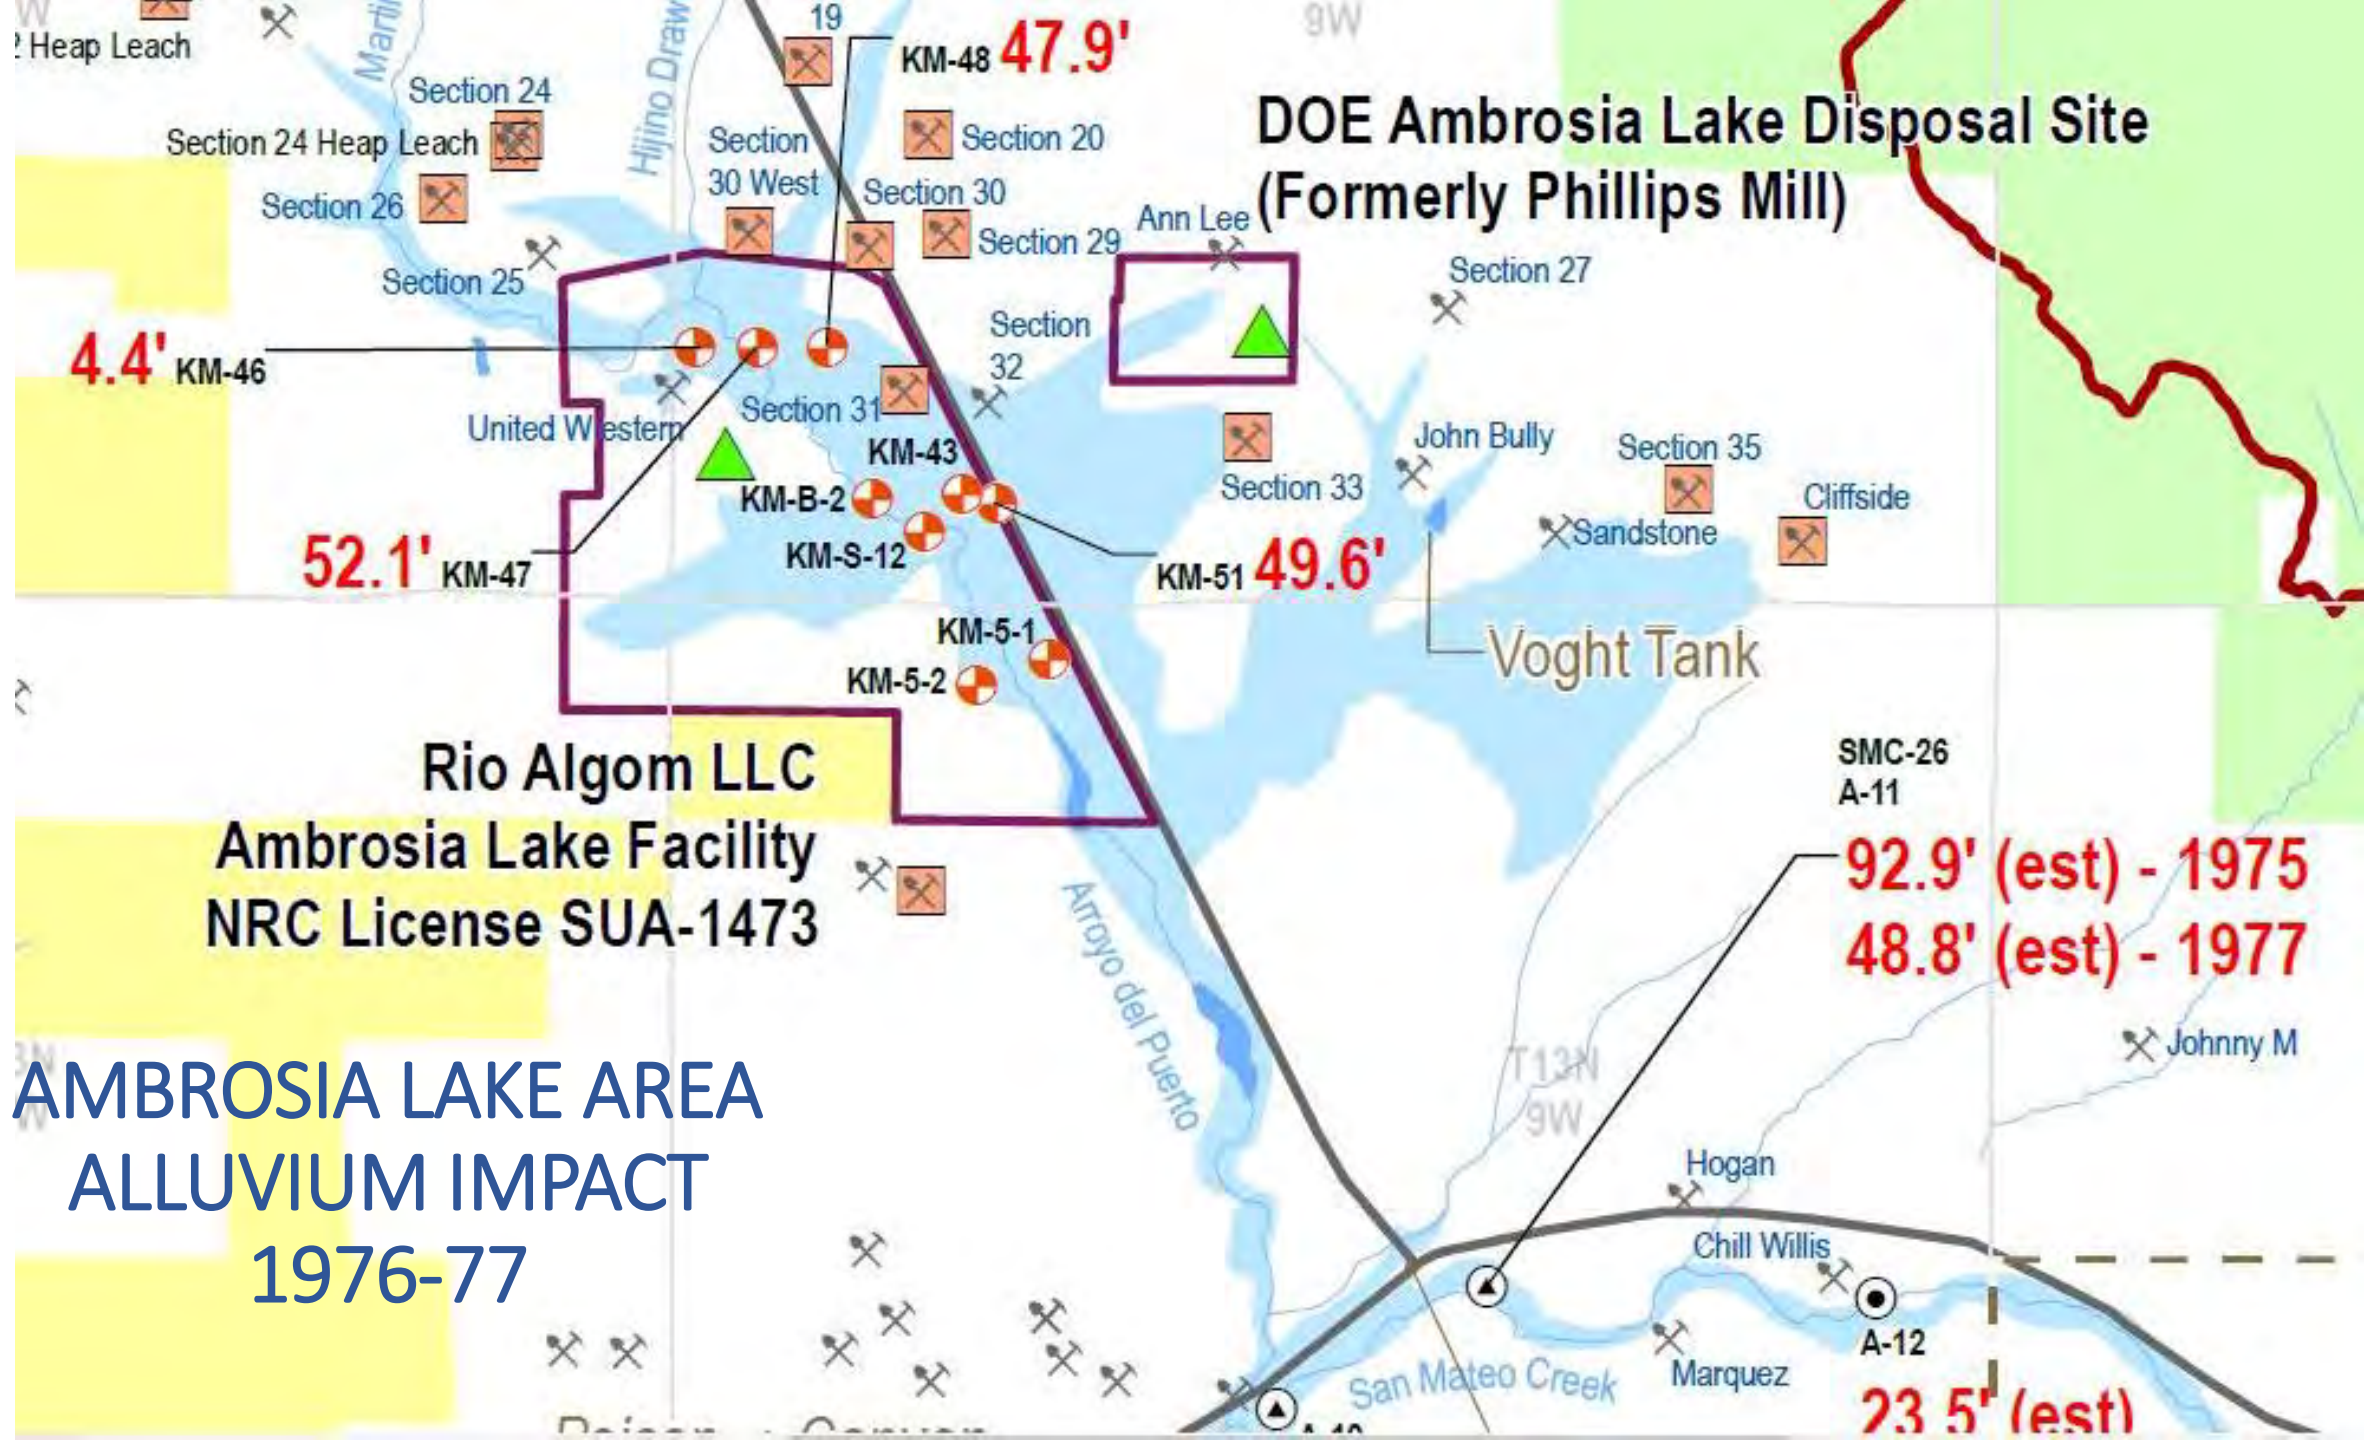 19
9W
Heap Leach
KM-48 47.9'
Hijino Draw
Section 24
DOE Ambrosia Lake Disposal Site
(Formerly Phillips Mill)
Section 24 Heap Leach
Section
30 West
Section 20
Section 26
Section 30
Ann Lee
Section 29
Section 25
Section 27
Section
32
4.4' KM-46
Section 31
United Western
John Bully
Section 35
KM-43
Section 33
Cliffside
KM-B-2
Sandstone
KM-S-12
52.1' KM-47
KM-51 49.6'
KM-5-1
Voght Tank
KM-5-2
Rio Algom LLC
Ambrosia Lake Facility
NRC License SUA-1473
SMC-26
A-11
92.9' (est) - 1975
48.8' (est) - 1977
Arroyo del Puerto
T13N
9W
Johnny M
AMBROSIA LAKE AREA
ALLUVIUM IMPACT
1976-77
Hogan
Chill Willis
A-12
San Mateo Creek
Marquez
23.5' (est)